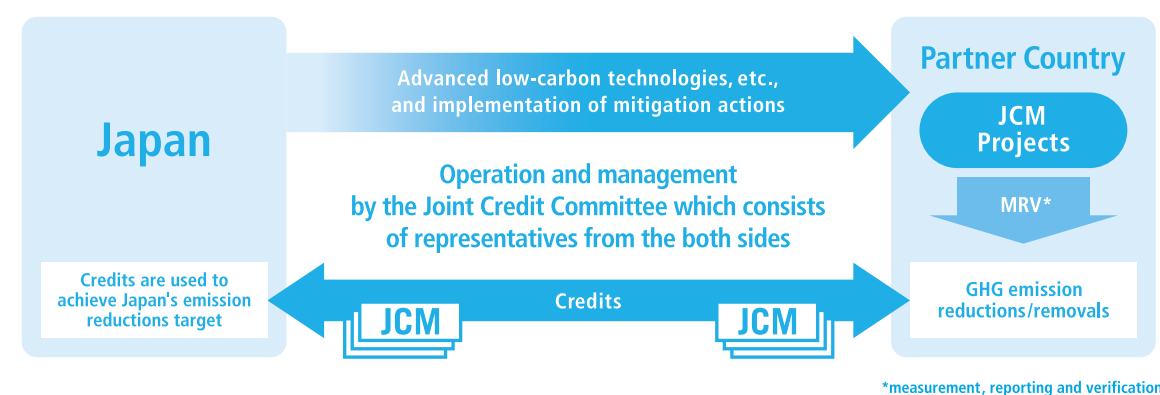 Japan
Advanced low-carbon technologies, etc.,
and implementation of mitigation actions
Partner Country
JCM
Projects
MRV*
Operation and management
by the Joint Credit Committee which consists
of representatives from the both sides
Credits are used to
achieve Japan's emission
reductions target
Credits
JCM
JCM
GHG emission
reductions/removals
*measurement, reporting and verification